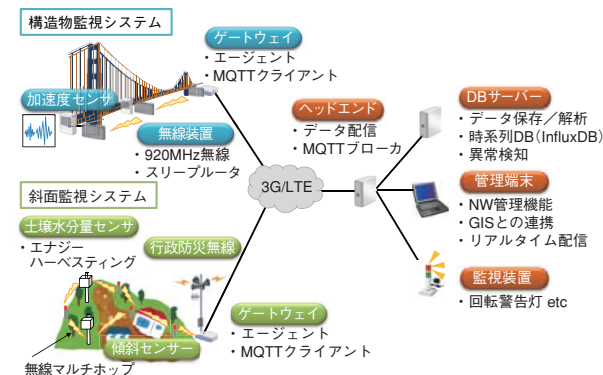 構造物監視システム
ゲートウェイ
・エージェント
・MQTTクライアント
加速度センサ
無線装置
・920MHz無線
・スリープルータ
ヘッドエンド
・データ配信
・MQTTブローカ
3G/LTE
DBサーバー
・データ保存/解析
・時系列DB(InfluxDB)
・異常検知
管理端末
・NW管理機能
・GISとの連携
・リアルタイム配信
監視装置
・回転警告灯 etc
斜面監視システム
土壌水分量センサ
・エナジー
ハーベスティング
行政防災無線
ゲートウェイ
・エージェント
・MQTTクライアント
傾斜センサー
無線マルチホップ